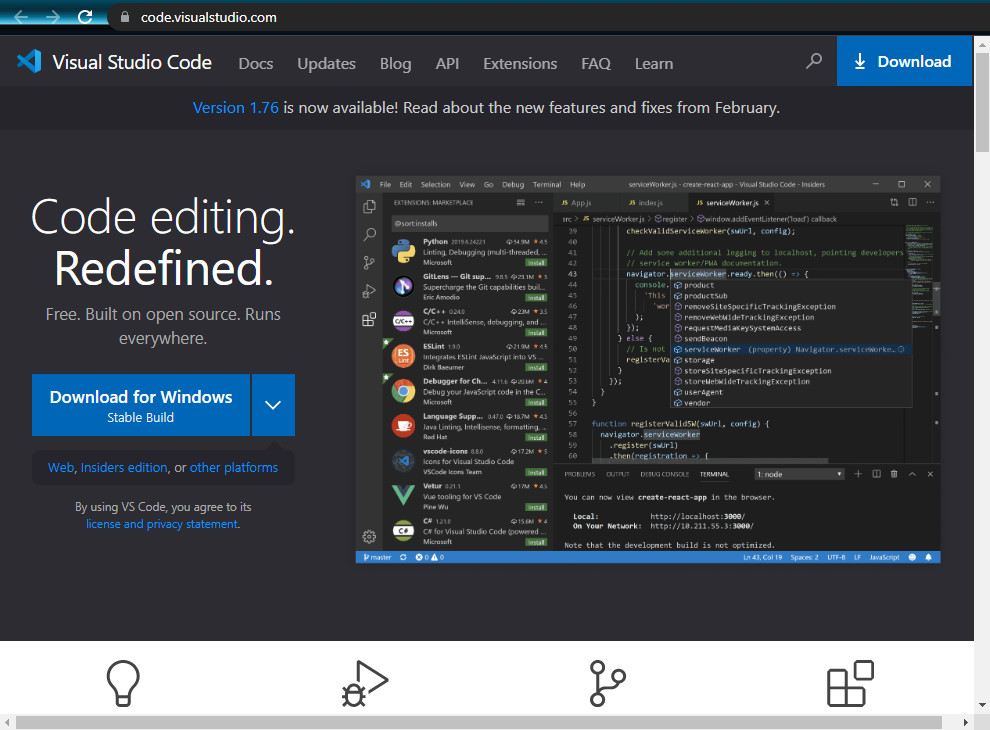 code.visualstudio.com
Visual Studio Code Docs Updates Blog API Extensions FAQ Learn Download
Version 1.76 is now available! Read about the new features and fixes from February.
Code editing.
Redefined.
Free. Built on open source. Runs
everywhere.
Download for Windows
Stable Build
Web, Insiders edition, or other platforms
By using VS Code, you agree to its
license and privacy statement.
File Edit Selection View Go Debug Terminal Help serviceWorker.js - create-react-app - Visual Studio Code - Insiders
EXTENSIONS: MARKETPLACE
@sort:installs
Python 2019.6.24221 54.9M 4.5
Linting, Debugging (multi-threaded, ...
Microsoft Install
GitLens — Git sup... 9.8.5 23.1M 5
Supercharge the Git capabilities buil...
Eric Amodio Install
C/C++ 0.24.0 23M 3.5
C/C++ IntelliSense, debugging, and ...
Microsoft Install
ESLint 1.9.0 21.9M 4.5
Integrates ESLint JavaScript into VS ...
Dirk Baeumer Install
Debugger for Ch... 4.11.6 20.6M 4
Debug your JavaScript code in the C...
Microsoft Install
Language Supp... 0.47.0 18.7M 4.5
Java Linting, Intellisense, formatting, ...
Red Hat Install
vscode-icons 8.8.0 17.2M 5
Icons for Visual Studio Code
VSCode Icons Team Install
Vetur 0.21.1 17M 4.5
Vue tooling for VS Code
Pine Wu Install
C# 1.21.0 15.6M 4
C# for Visual Studio Code (powered ...
Microsoft Install
JS App.js JS index.js JS serviceWorker.js
src > JS serviceWorker.js > register > window.addEventListener('load') callback
39 checkValidServiceWorker(swUrl, config);
40
41 // Add some additional logging to localhost, pointing developers
42 // service worker/PWA documentation.
43 navigator.serviceWorker.ready.then(() => {
44 console.
45 'This
46 'wor
47 );
48 });
49 } else {
50 // Is not
51 registerVa
52 }
53 });
54 }
55 }
56
57 function registerValidSW(swUrl, config) {
58 navigator.serviceWorker
59 .register(swUrl)
60 .then(registration => {
product
productSub
removeSiteSpecificTrackingException
removeWebWideTrackingException
requestMediaKeySystemAccess
sendBeacon
serviceWorker (property) Navigator.serviceWorke...
storage
storeSiteSpecificTrackingException
storeWebWideTrackingException
userAgent
vendor
PROBLEMS OUTPUT DEBUG CONSOLE TERMINAL 1: node
You can now view create-react-app in the browser.
Local: http://localhost:3000/
On Your Network: http://10.211.55.3:3000/
Note that the development build is not optimized.
master 0 0 Ln 43, Col 19 Spaces: 2 UTF-8 LF JavaScript